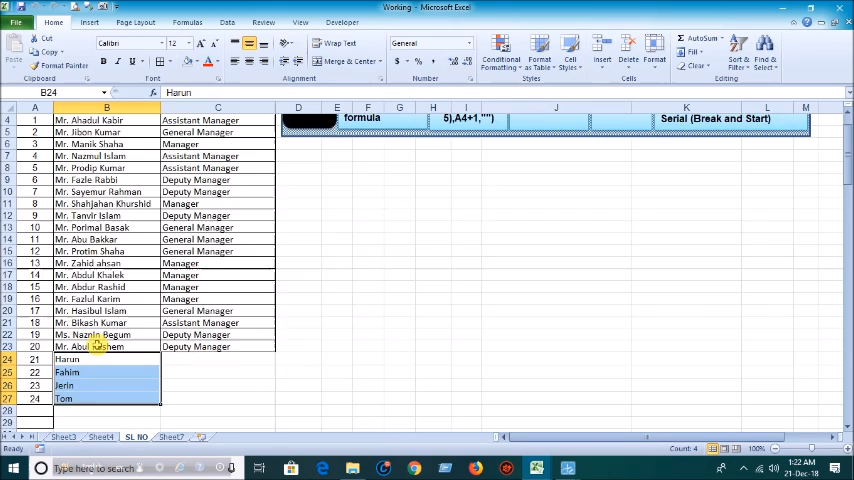 Working - Microsoft Excel
File Home Insert Page Layout Formulas Data Review View Developer
Cut
Copy
Format Painter
Paste
Clipboard
Calibri 12
Font
Wrap Text
Merge & Center
Alignment
General
Number
Conditional Formatting
Format as Table
Cell Styles
Styles
Insert Delete Format
Cells
AutoSum
Fill
Clear
Sort & Filter
Find & Select
Editing
B24 fx Harun
A B C D E F G H I J K L M
4 1 Mr. Ahadul Kabir Assistant Manager formula 5),A4+1,"") Serial (Break and Start)
5 2 Mr. Jibon Kumar General Manager
6 3 Mr. Manik Shaha Manager
7 4 Mr. Nazmul Islam Assistant Manager
8 5 Mr. Prodip Kumar Assistant Manager
9 6 Mr. Fazle Rabbi Deputy Manager
10 7 Mr. Sayemur Rahman Deputy Manager
11 8 Mr. Shahjahan Khurshid Manager
12 9 Mr. Tanvir Islam Deputy Manager
13 10 Mr. Porimal Basak General Manager
14 11 Mr. Abu Bakkar General Manager
15 12 Mr. Protim Shaha General Manager
16 13 Mr. Zahid ahsan Manager
17 14 Mr. Abdul Khalek Manager
18 15 Mr. Abdur Rashid Manager
19 16 Mr. Fazlul Karim Manager
20 17 Mr. Hasibul Islam General Manager
21 18 Mr. Bikash Kumar Assistant Manager
22 19 Ms. Naznin Begum Deputy Manager
23 20 Mr. Abul Deputy Manager
24 21 Harun
25 22 Fahim
26 23 Jerin
27 24 Tom
28
29
Sheet3 Sheet4 SL NO Sheet7
Ready Count: 4 100%
Type here to search
1:22 AM
21-Dec-18